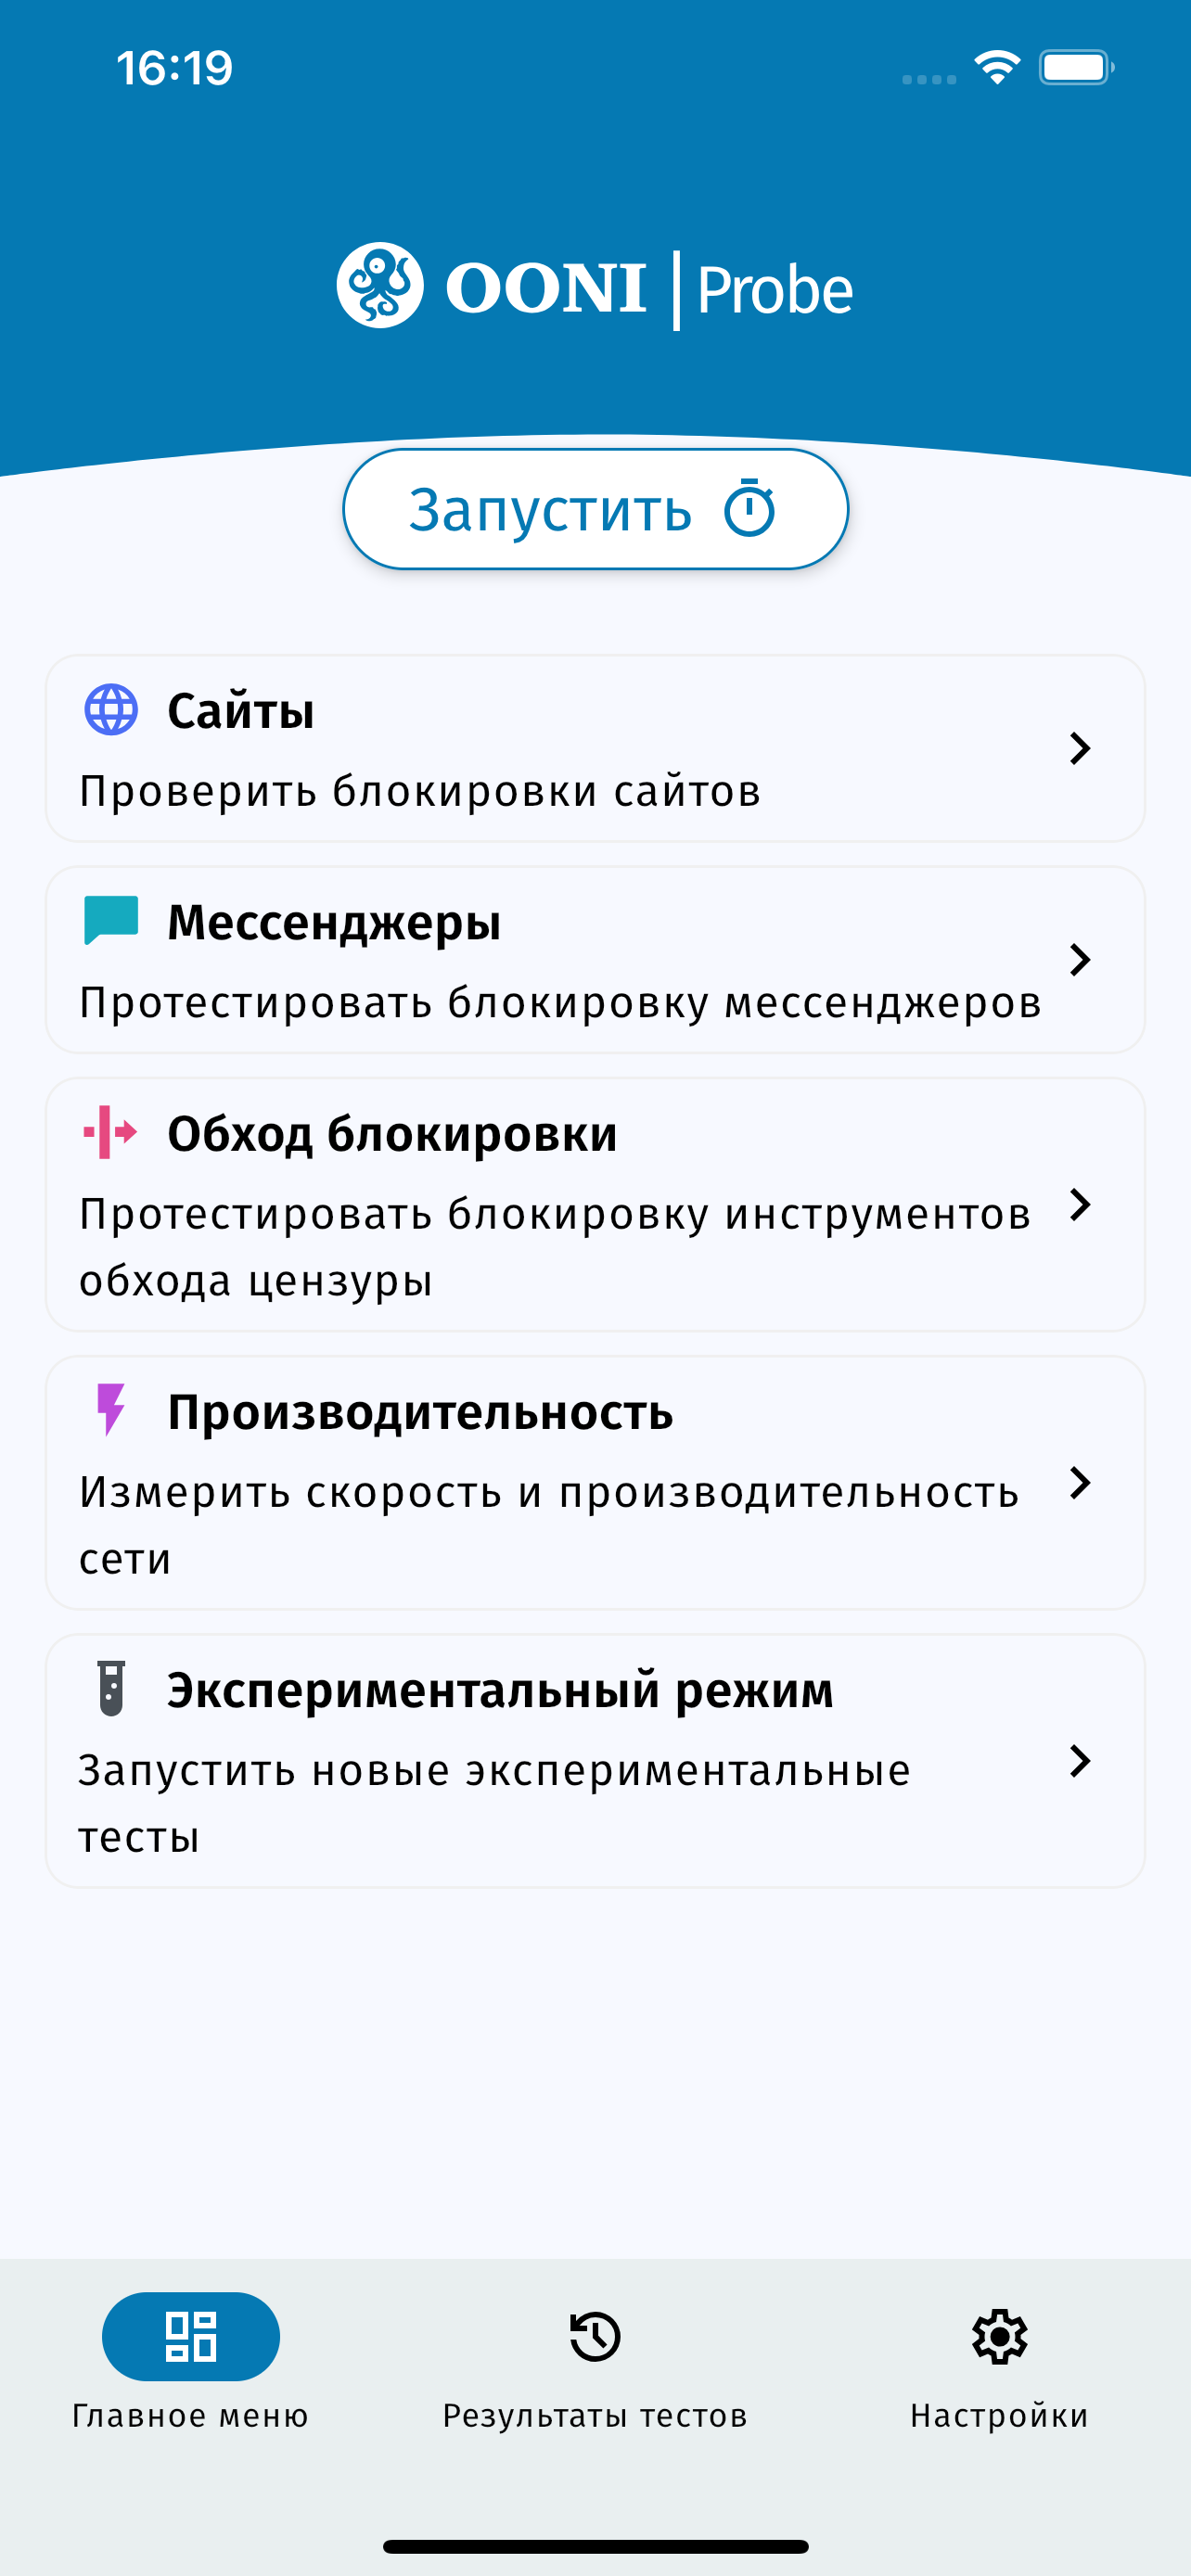 16:19
OONI | Probe
Запустить
Сайты
Проверить блокировки сайтов
Мессенджеры
Протестировать блокировку мессенджеров
Обход блокировки
Протестировать блокировку инструментов
обхода цензуры
Производительность
Измерить скорость и производительность
сети
Экспериментальный режим
Запустить новые экспериментальные
тесты
Главное меню
Результаты тестов
Настройки